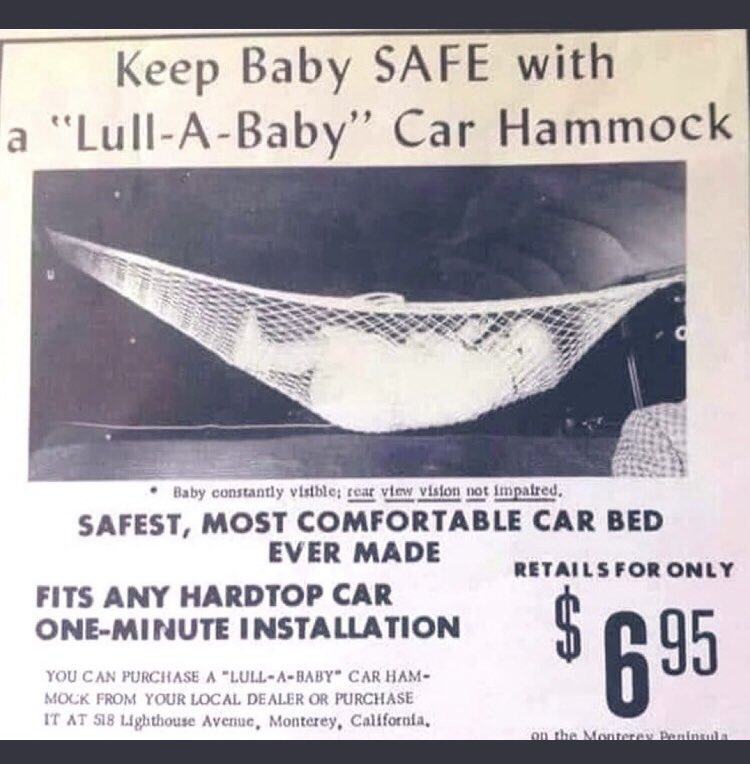 Keep Baby SAFE with
a "Lull-A-Baby" Car Hammock
* Baby constantly visible; rear view vision not impaired.
SAFEST, MOST COMFORTABLE CAR BED
EVER MADE
FITS ANY HARDTOP CAR
ONE-MINUTE INSTALLATION
RETAILS FOR ONLY
$695
YOU CAN PURCHASE A "LULL-A-BABY" CAR HAM-
MOCK FROM YOUR LOCAL DEALER OR PURCHASE
IT AT 518 Lighthouse Avenue, Monterey, California,
on the Monterey Peninsula